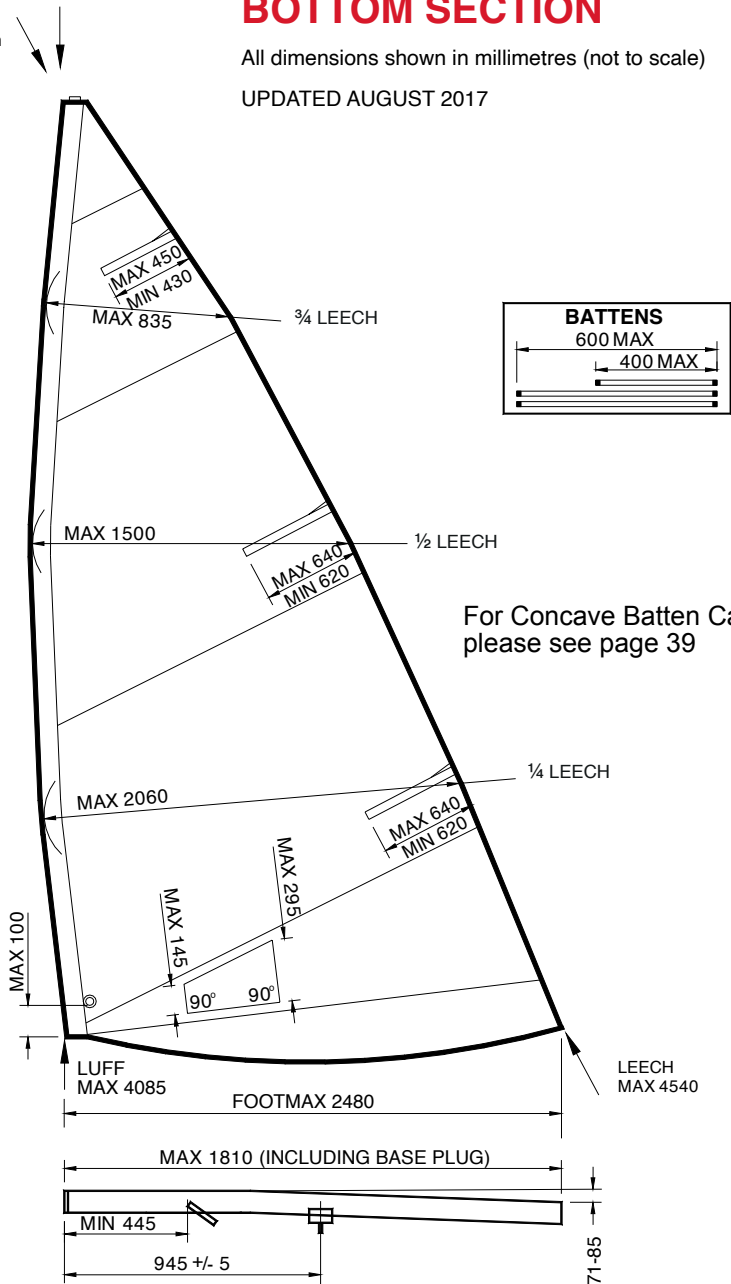 BOTTOM SECTION
All dimensions shown in millimetres (not to scale)
UPDATED AUGUST 2017
MAX 450
MIN 430
MAX 835
¾ LEECH
BATTENS
600 MAX
400 MAX
MAX 1500
½ LEECH
MAX 640
MIN 620
For Concave Batten
please see page 39
¼ LEECH
MAX 2060
MAX 640
MIN 620
MAX 295
MAX 145
MAX 100
90°
90°
LUFF
MAX 4085
LEECH
MAX 4540
FOOTMAX 2480
MAX 1810 (INCLUDING BASE PLUG)
MIN 445
945 +/- 5
71-85